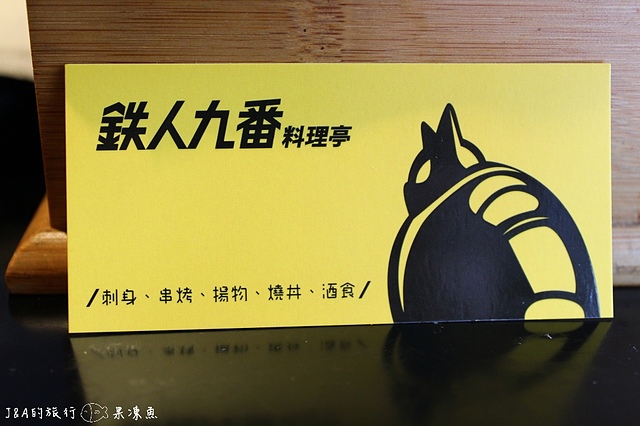 鉄人九番 料理亭
/刺身、串烤、揚物、燒丼、酒食/
J&A的旅行 呆凍魚